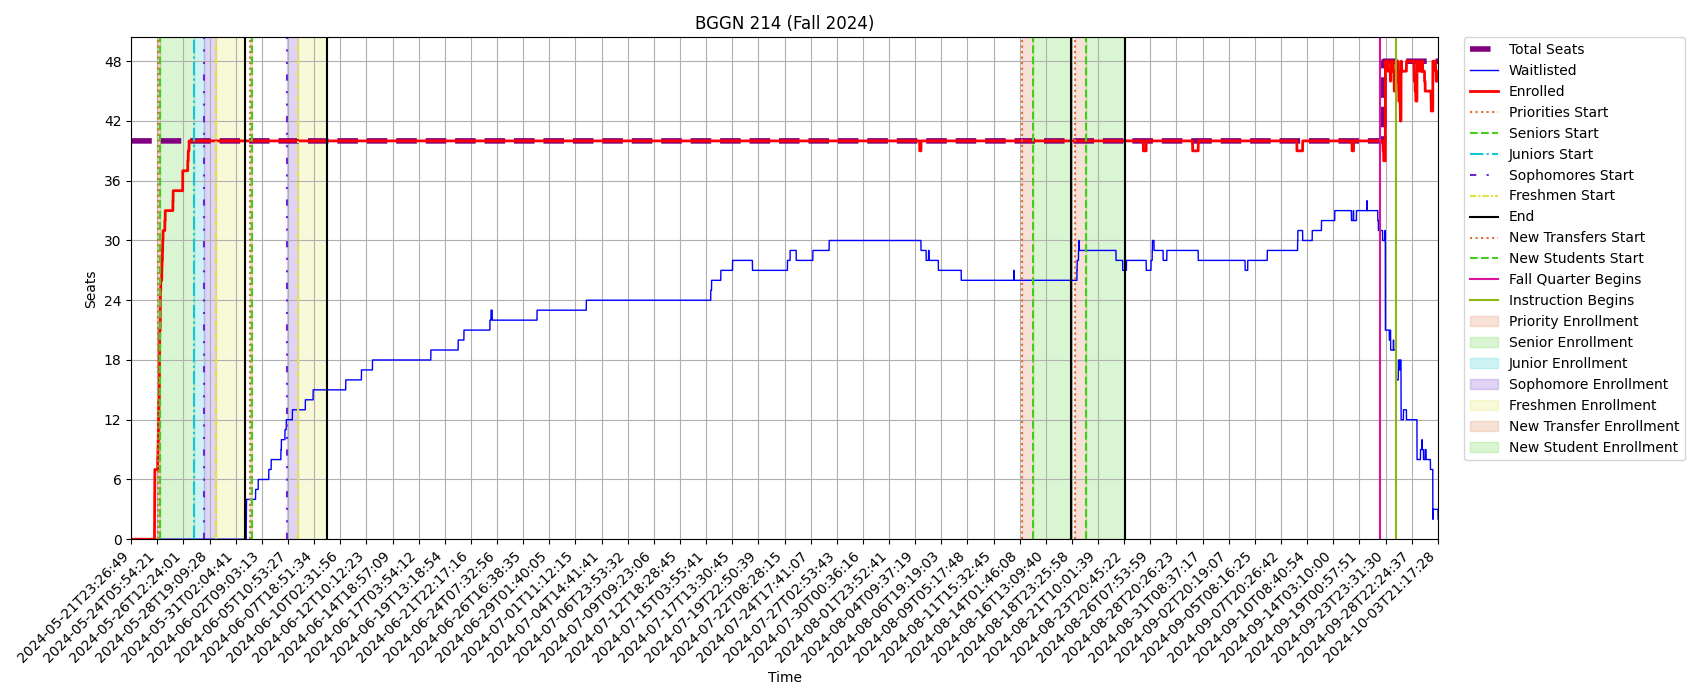 BGGN 214 (Fall 2024)
Seats
48
42
36
30
24
18
12
6
0
2024-05-21T23:26:49
2024-05-24T05:54:21
2024-05-26T12:24:01
2024-05-28T19:09:28
2024-05-31T02:04:41
2024-06-02T09:03:13
2024-06-05T10:53:27
2024-06-07T18:51:34
2024-06-10T02:31:56
2024-06-12T10:12:23
2024-06-14T18:57:09
2024-06-17T03:54:12
2024-06-19T13:18:54
2024-06-21T22:17:16
2024-06-24T07:32:56
2024-06-26T16:38:35
2024-06-29T01:40:05
2024-07-01T11:12:15
2024-07-04T14:41:41
2024-07-06T23:53:32
2024-07-09T09:23:06
2024-07-12T18:28:45
2024-07-15T03:55:41
2024-07-17T13:30:45
2024-07-19T22:50:39
2024-07-22T08:28:15
2024-07-24T17:41:07
2024-07-27T02:53:43
2024-07-30T00:36:16
2024-08-01T23:52:41
2024-08-04T09:37:19
2024-08-06T19:19:03
2024-08-09T05:17:48
2024-08-11T15:32:45
2024-08-14T01:46:08
2024-08-16T13:09:40
2024-08-18T23:25:58
2024-08-21T10:01:39
2024-08-23T20:45:22
2024-08-26T07:53:59
2024-08-28T20:26:23
2024-08-31T08:37:17
2024-09-02T20:19:07
2024-09-05T08:16:25
2024-09-07T20:26:42
2024-09-10T08:40:54
2024-09-14T03:10:00
2024-09-19T00:57:51
2024-09-23T23:31:30
2024-09-28T22:24:37
2024-10-03T21:17:28
Time
Total Seats
Waitlisted
Enrolled
Priorities Start
Seniors Start
Juniors Start
Sophomores Start
Freshmen Start
End
New Transfers Start
New Students Start
Fall Quarter Begins
Instruction Begins
Priority Enrollment
Senior Enrollment
Junior Enrollment
Sophomore Enrollment
Freshmen Enrollment
New Transfer Enrollment
New Student Enrollment